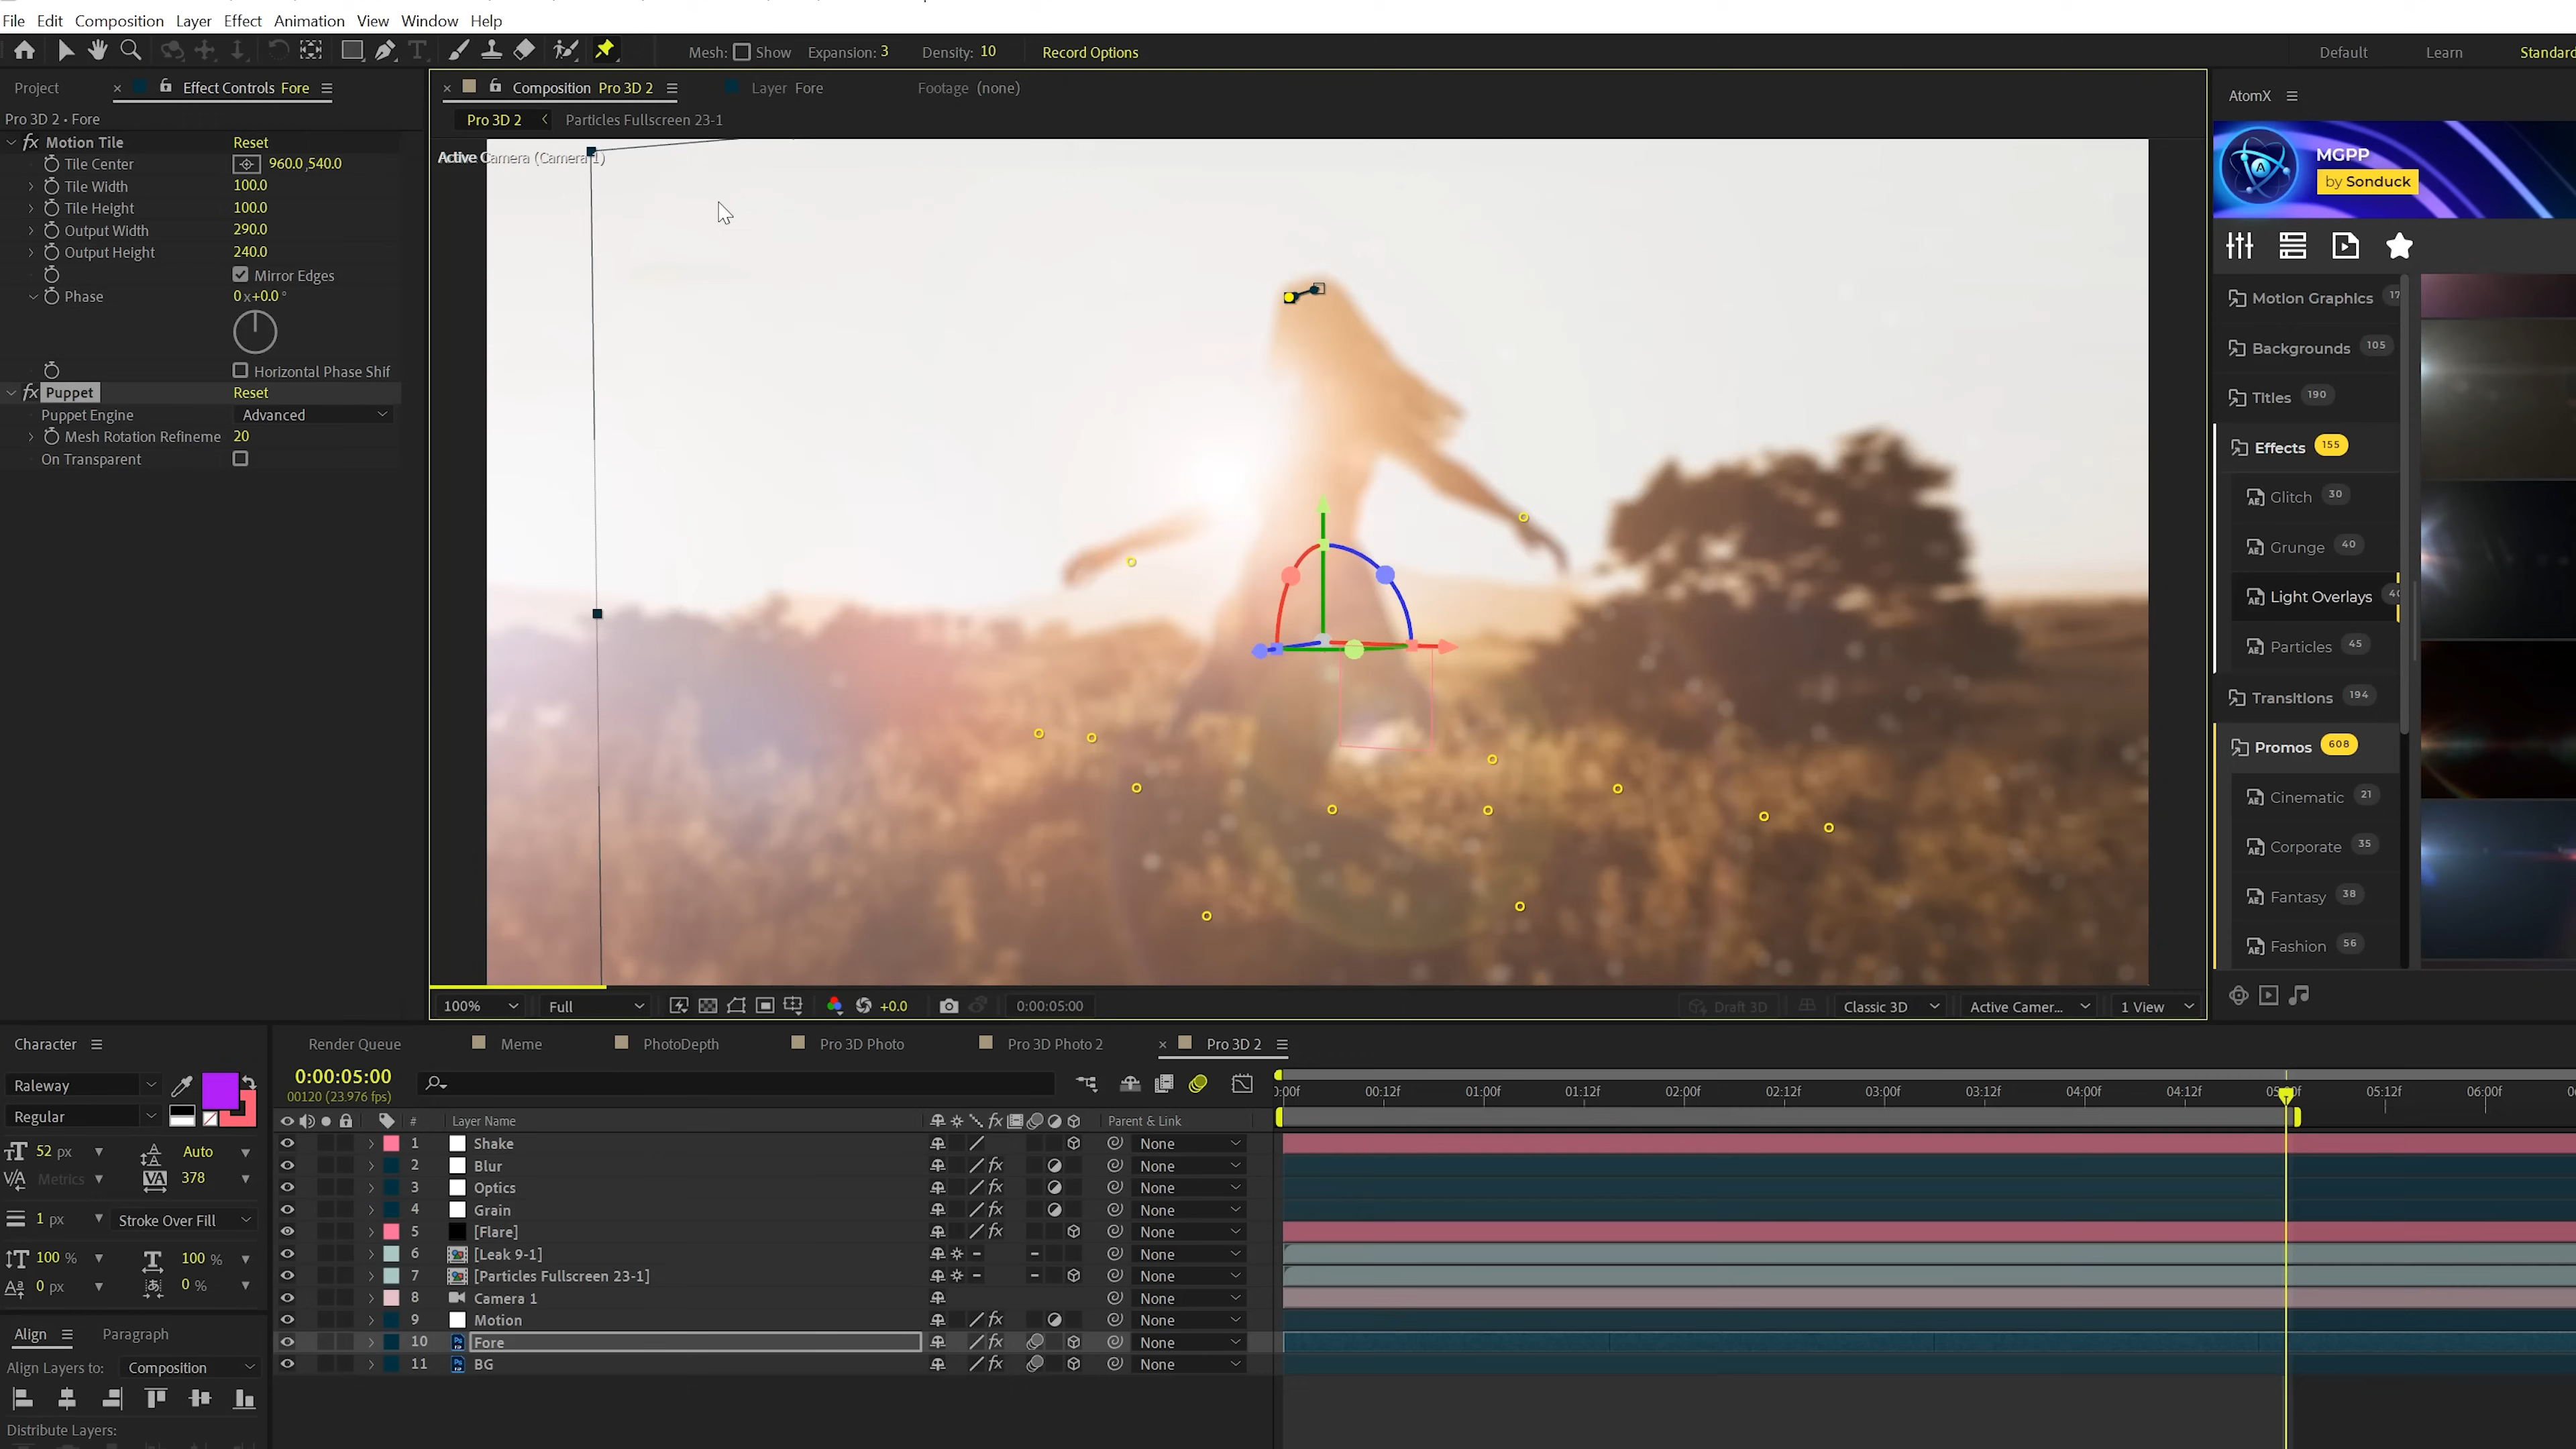 File Edit Composition Layer Effect Animation View Window Help
Mesh: Show Expansion: 3 Density: 10 Record Options Default Learn Standard
Project × Effect Controls Fore
× Composition Pro 3D 2 Layer Fore Footage (none)
AtomX
Pro 3D 2 • Fore
Pro 3D 2 Particles Fullscreen 23-1
fx Motion Tile Reset
Active Camera (Camera 1)
Tile Center 960.0,540.0
Tile Width 100.0
Tile Height 100.0
Output Width 290.0
Output Height 240.0
Mirror Edges
Phase 0x+0.0°
Horizontal Phase Shif
fx Puppet Reset
Puppet Engine Advanced
Mesh Rotation Refineme 20
On Transparent
MGPP
by Sonduck
Motion Graphics 17
Backgrounds 105
Titles 190
Effects 155
Glitch 30
Grunge 40
Light Overlays
Particles 45
Transitions 194
Promos 608
Cinematic 21
Corporate 35
Fantasy 38
Fashion 56
100% Full +0.0 0:00:05:00 Draft 3D Classic 3D Active Camer... 1 View
Character
Raleway
Regular
52 px Auto
Metrics 378
1 px Stroke Over Fill
100 % 100 %
0 px 0 %
Align Paragraph
Align Layers to: Composition
Distribute Layers:
Render Queue Meme PhotoDepth Pro 3D Photo Pro 3D Photo 2 × Pro 3D 2
0:00:05:00
00120 (23.976 fps)
:00f 00:12f 01:00f 01:12f 02:00f 02:12f 03:00f 03:12f 04:00f 04:12f 05:00f 05:12f 06:00f
# Layer Name fx Parent & Link
1 Shake None
2 Blur fx None
3 Optics fx None
4 Grain fx None
5 [Flare] fx None
6 [Leak 9-1] None
7 [Particles Fullscreen 23-1] None
8 Camera 1 None
9 Motion fx None
10 Fore fx None
11 BG fx None